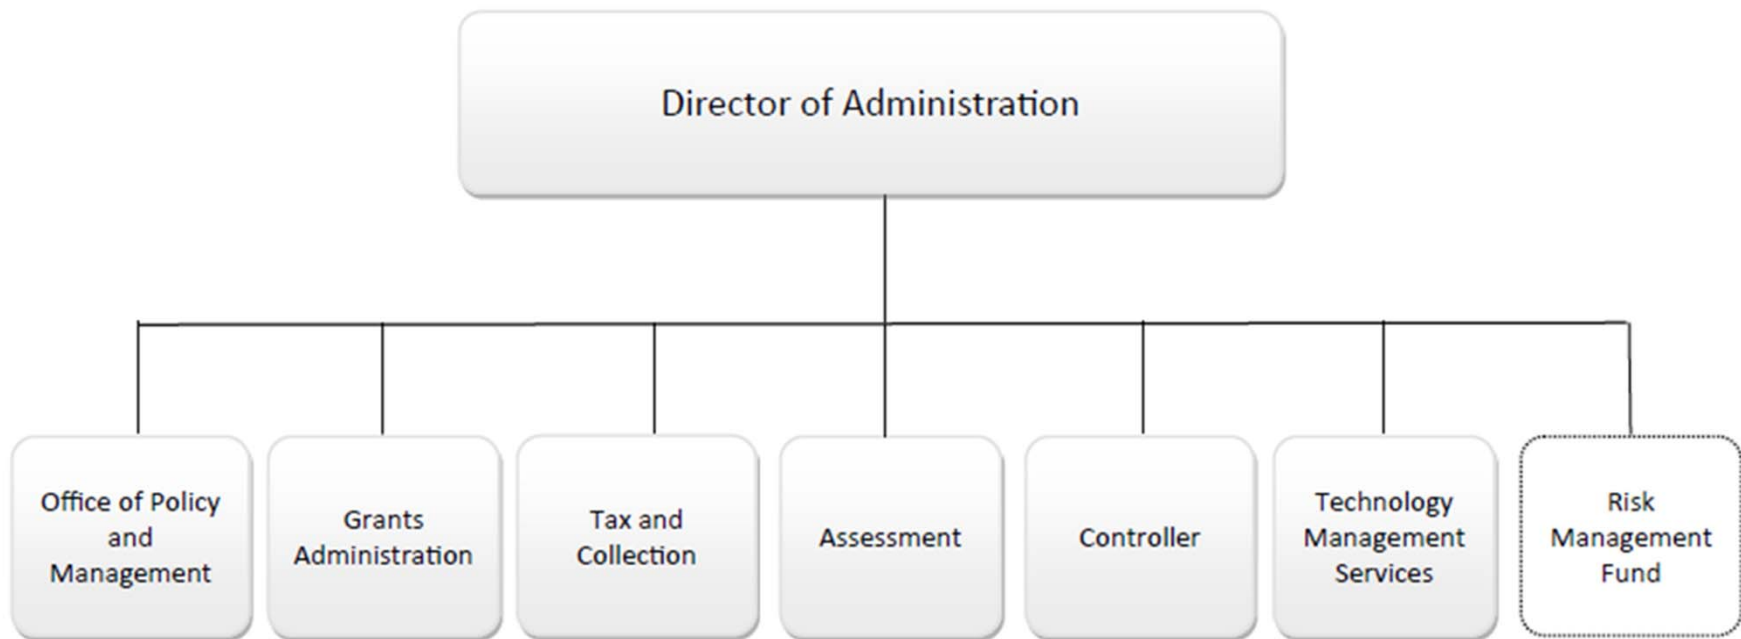 Director of Administration
Office of Policy
and
Management
Grants
Administration
Tax and
Collection
Assessment
Controller
Technology
Management
Services
Risk
Management
Fund